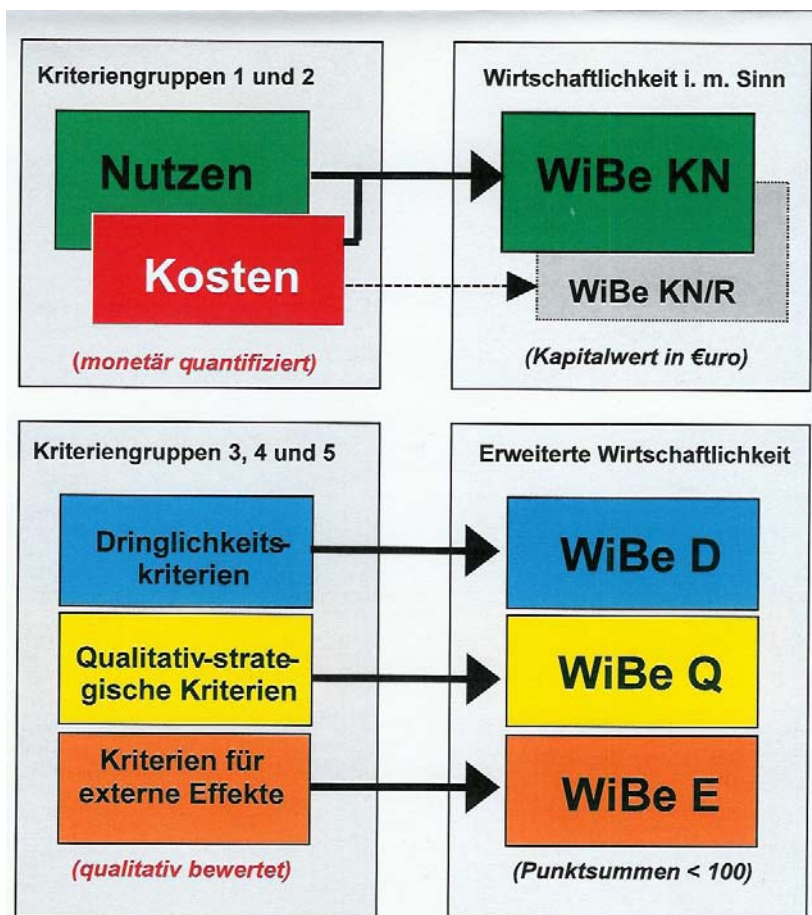 Kriteriengruppen 1 und 2
Nutzen
Kosten
(monetär quantifiziert)
Wirtschaftlichkeit i. m. Sinn
WiBe KN
WiBe KN/R
(Kapitalwert in €uro)
Kriteriengruppen 3, 4 und 5
Dringlichkeits-
kriterien
Qualitativ-strate-
gische Kriterien
Kriterien für
externe Effekte
(qualitativ bewertet)
Erweiterte Wirtschaftlichkeit
WiBe D
WiBe Q
WiBe E
(Punktsummen < 100)